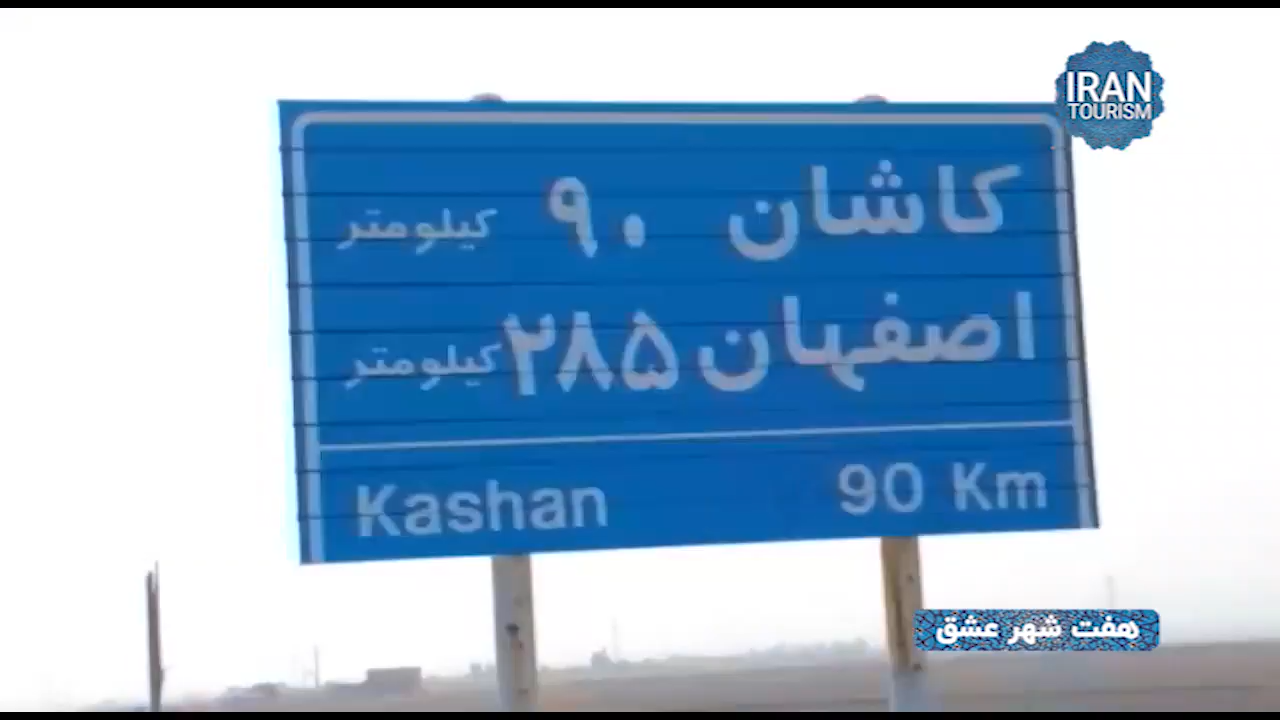 IRAN
TOURISM
کاشان ۹۰ کیلومتر
اصفهان ۲۸۵ کیلومتر
Kashan 90 Km
هفت شهر عشق